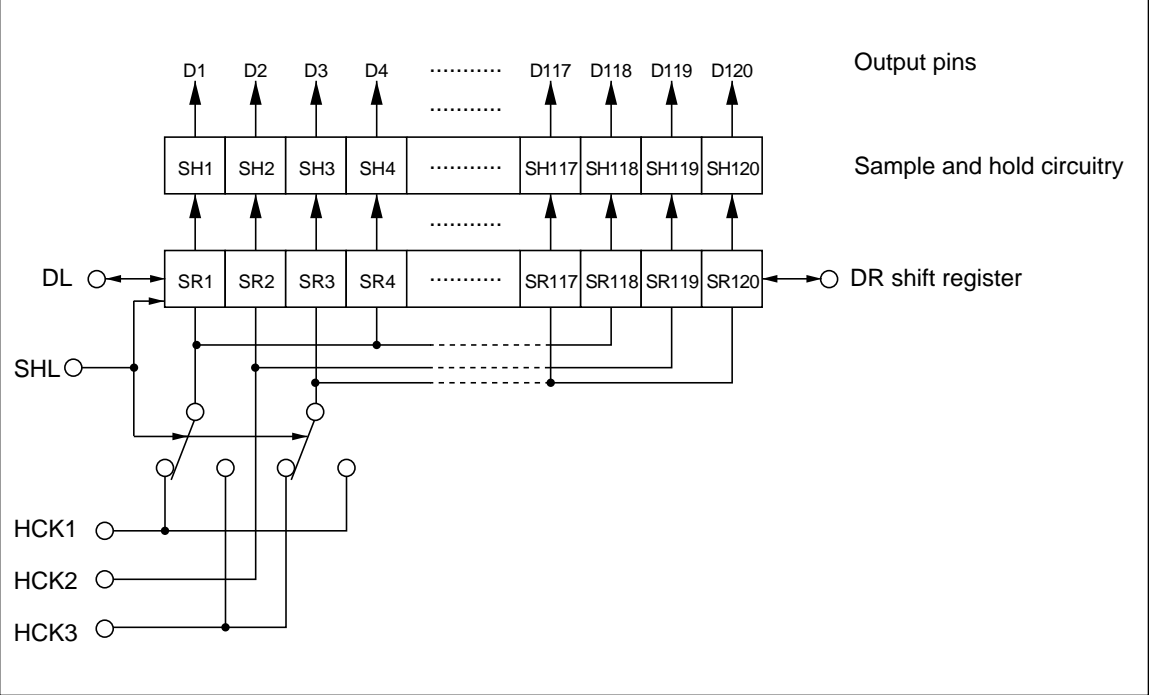 D1 D2 D3 D4 ........... D117 D118 D119 D120 Output pins
...........
SH1 SH2 SH3 SH4 ........... SH117 SH118 SH119 SH120 Sample and hold circuitry
...........
DL SR1 SR2 SR3 SR4 ........... SR117 SR118 SR119 SR120 DR shift register
SHL
HCK1
HCK2
HCK3